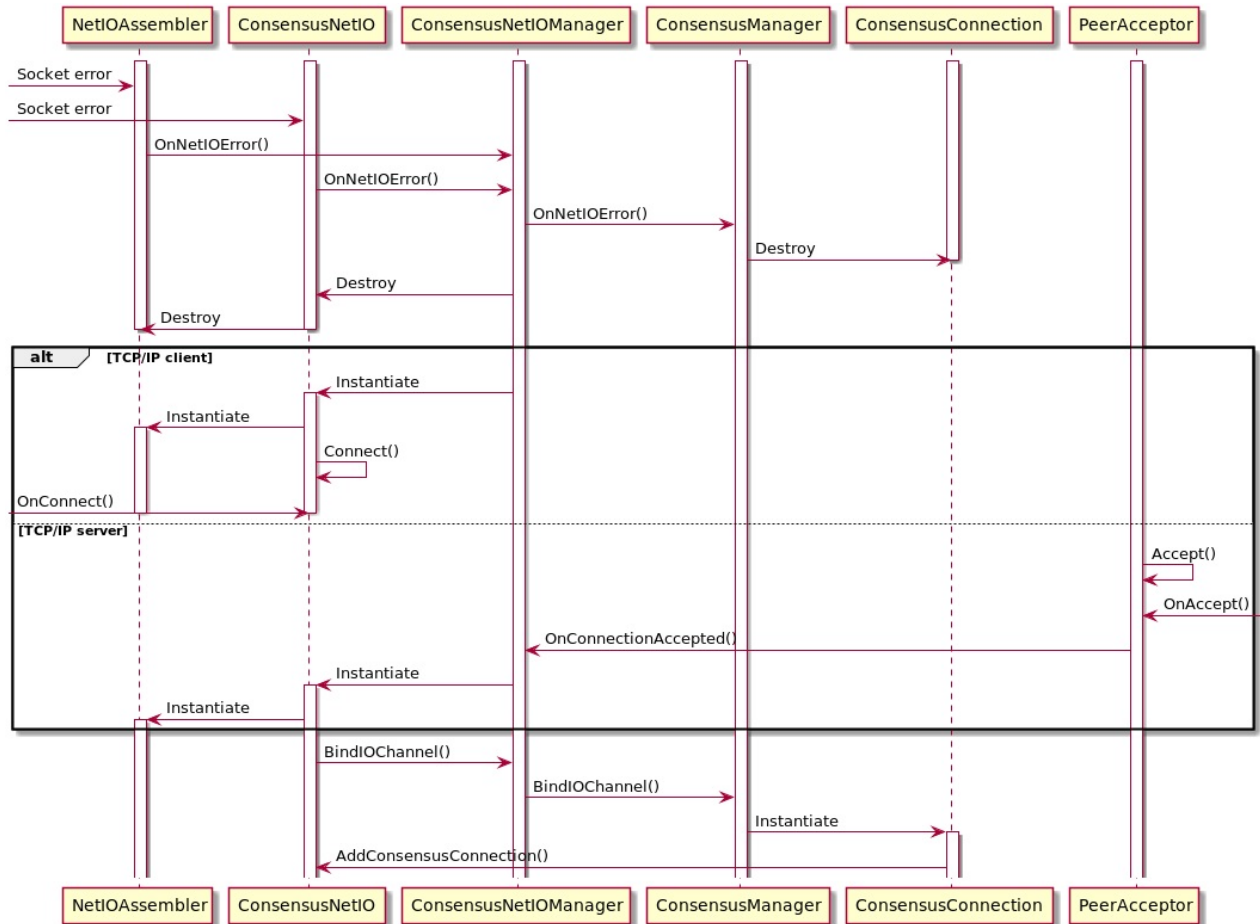 NetIOAssembler
ConsensusNetIO
ConsensusNetIOManager
ConsensusManager
ConsensusConnection
PeerAcceptor
Socket error
Socket error
OnNetIOError()
OnNetIOError()
OnNetIOError()
Destroy
Destroy
Destroy
alt
[TCP/IP client]
Instantiate
Instantiate
Connect()
OnConnect()
[TCP/IP server]
Accept()
OnAccept()
OnConnectionAccepted()
Instantiate
Instantiate
BindIOChannel()
BindIOChannel()
Instantiate
AddConsensusConnection()
NetIOAssembler
ConsensusNetIO
ConsensusNetIOManager
ConsensusManager
ConsensusConnection
PeerAcceptor